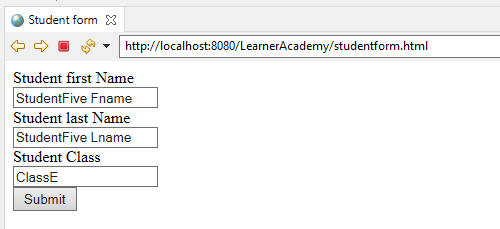 Student form
http://localhost:8080/LearnerAcademy/studentform.html
Student first Name
StudentFive Fname
Student last Name
StudentFive Lname
Student Class
ClassE
Submit